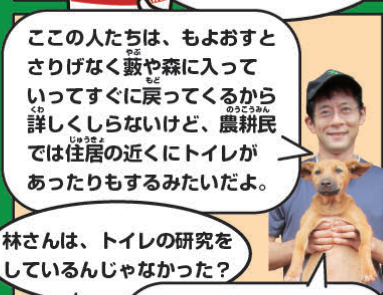 ここの人たちは、もよおすと
さりげなく藪や森に入って
いってすぐに戻ってくるから
詳しくしらないけど、農耕民
では住居の近くにトイレが
あったりもするみたいだよ。
林さんは、トイレの研究を
しているんじゃなかった？